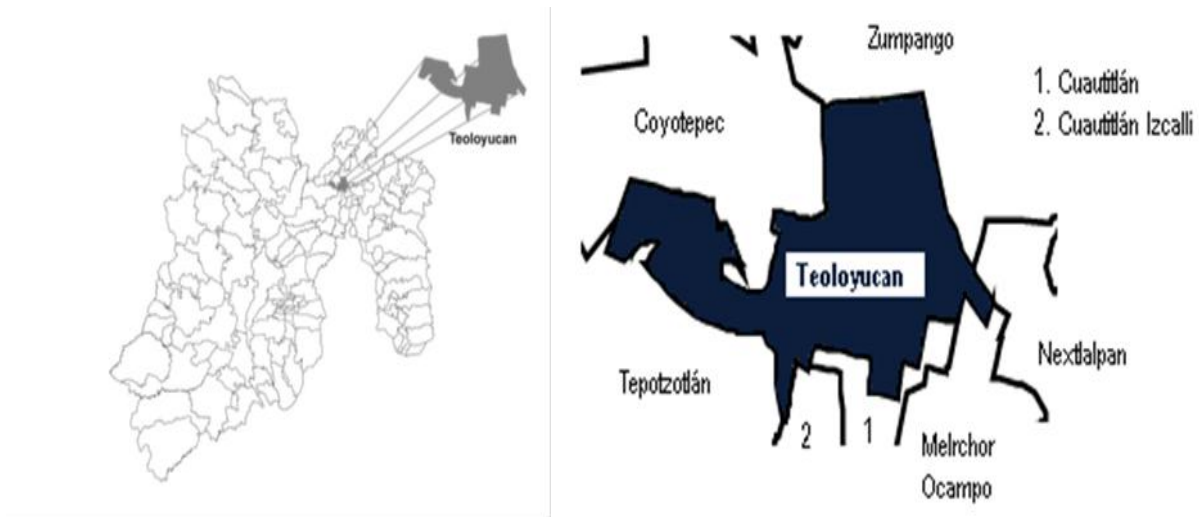 Teoloyucan
Zumpango
1. Cuautitlán
2. Cuautitlán Izcalli
Coyotepec
Teoloyucan
Nextlalpan
Tepotzotlán
2
1
Melrchor
Ocampo